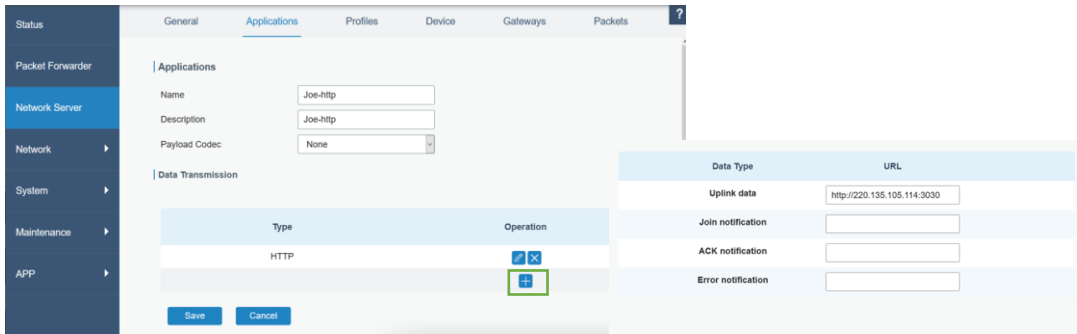 Status
Packet Forwarder
Network Server
Network
System
Maintenance
APP
General Applications Profiles Device Gateways Packets ?
Applications
Name Joe-http
Description Joe-http
Payload Codec None
Data Transmission
Type Operation
HTTP
Save Cancel
Data Type URL
Uplink data http://220.135.105.114:3030
Join notification
ACK notification
Error notification